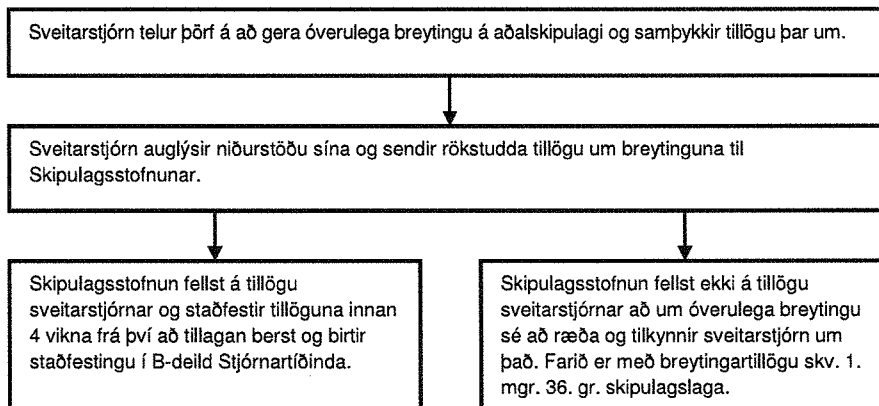 Sveitarstjórn telur þörf á að gera óverulega breytingu á aðalskipulagi og samþykkir tillögu þar um.
Sveitarstjórn auglýsir niðurstöðu sína og sendir rökstudda tillögu um breytinguna til
Skipulagsstofnunar.
Skipulagsstofnun fellst á tillögu
sveitarstjórnar og staðfestir tillöguna innan
4 vikna frá því að tillagan berst og birtir
staðfestingu í B-deild Stjórnartíðinda.
Skipulagsstofnun fellst ekki á tillögu
sveitarstjórnar að um óverulega breytingu
sé að ræða og tilkynnir sveitarstjórn um
það. Farið er með breytingartillögu skv. 1.
mgr. 36. gr. skipulagslaga.